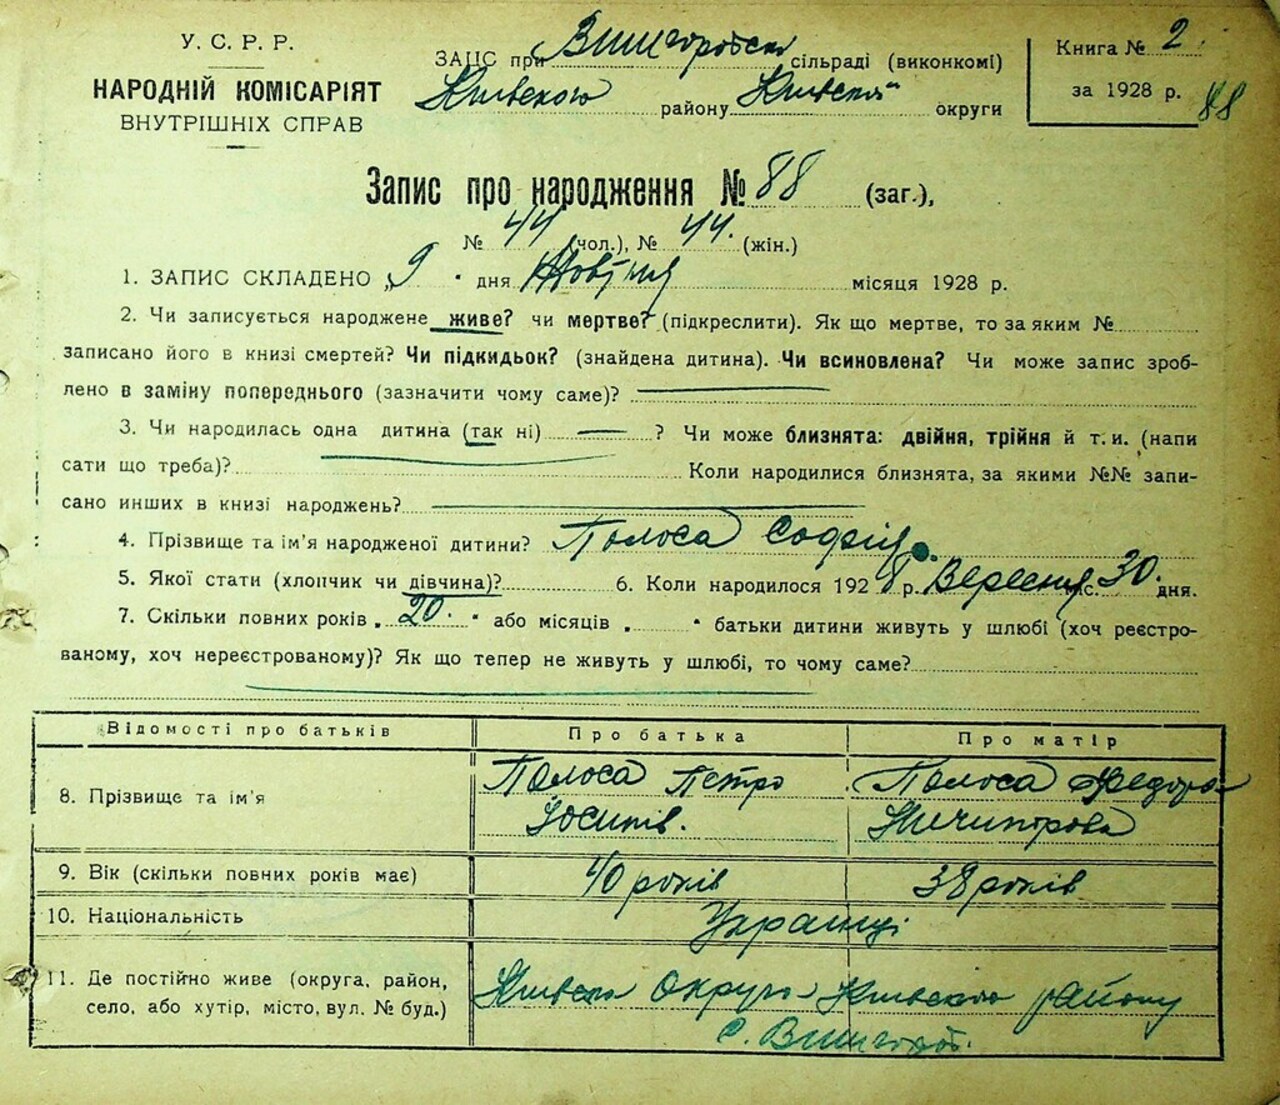 У. С. Р. Р.
НАРОДНІЙ КОМІСАРІЯТ
ВНУТРІШНІХ СПРАВ
ЗАГС при Вишгородскі сільраді (виконкомі)
Київского району Київської округи
Книга № 2.
за 1928 р.
88
Запис про народження № 88 (заг.),
№ 44 (чол.), № 44. (жін.)
1. ЗАПИС СКЛАДЕНО „9" дня Жовтня місяця 1928 р.
2. Чи записується народжене живе? чи мертве? (підкреслити). Як що мертве, то за яким №
записано його в книзі смертей? Чи підкидьок? (знайдена дитина). Чи всиновлена? Чи може запис зроб-
лено в заміну попереднього (зазначити чому саме)?
3. Чи народилась одна дитина (так ні) ? Чи може близнята: двійня, трійня й т. и. (напи
сати що треба)? Коли народилися близнята, за якими №№ запи-
сано инших в книзі народжень?
4. Прізвище та ім'я народженої дитини? Полоса Софія.
5. Якої стати (хлопчик чи дівчина)? 6. Коли народилося 1928 р. Вересня міс. 30. дня.
7. Скільки повних років „20." або місяців „ " батьки дитини живуть у шлюбі (хоч реєстро-
ваному, хоч нереєстрованому)? Як що тепер не живуть у шлюбі, то чому саме?
Відомості про батьків Про батька Про матір
8. Прізвище та ім'я Полоса Петро Полоса Федора
Йосипів. Ничипорова
9. Вік (скільки повних років має) 40 років 38 років
10. Національність Украінці
11. Де постійно живе (округа, район, Київска округа Київского району
село, або хутір, місто, вул. № буд.) с. Вишгород.